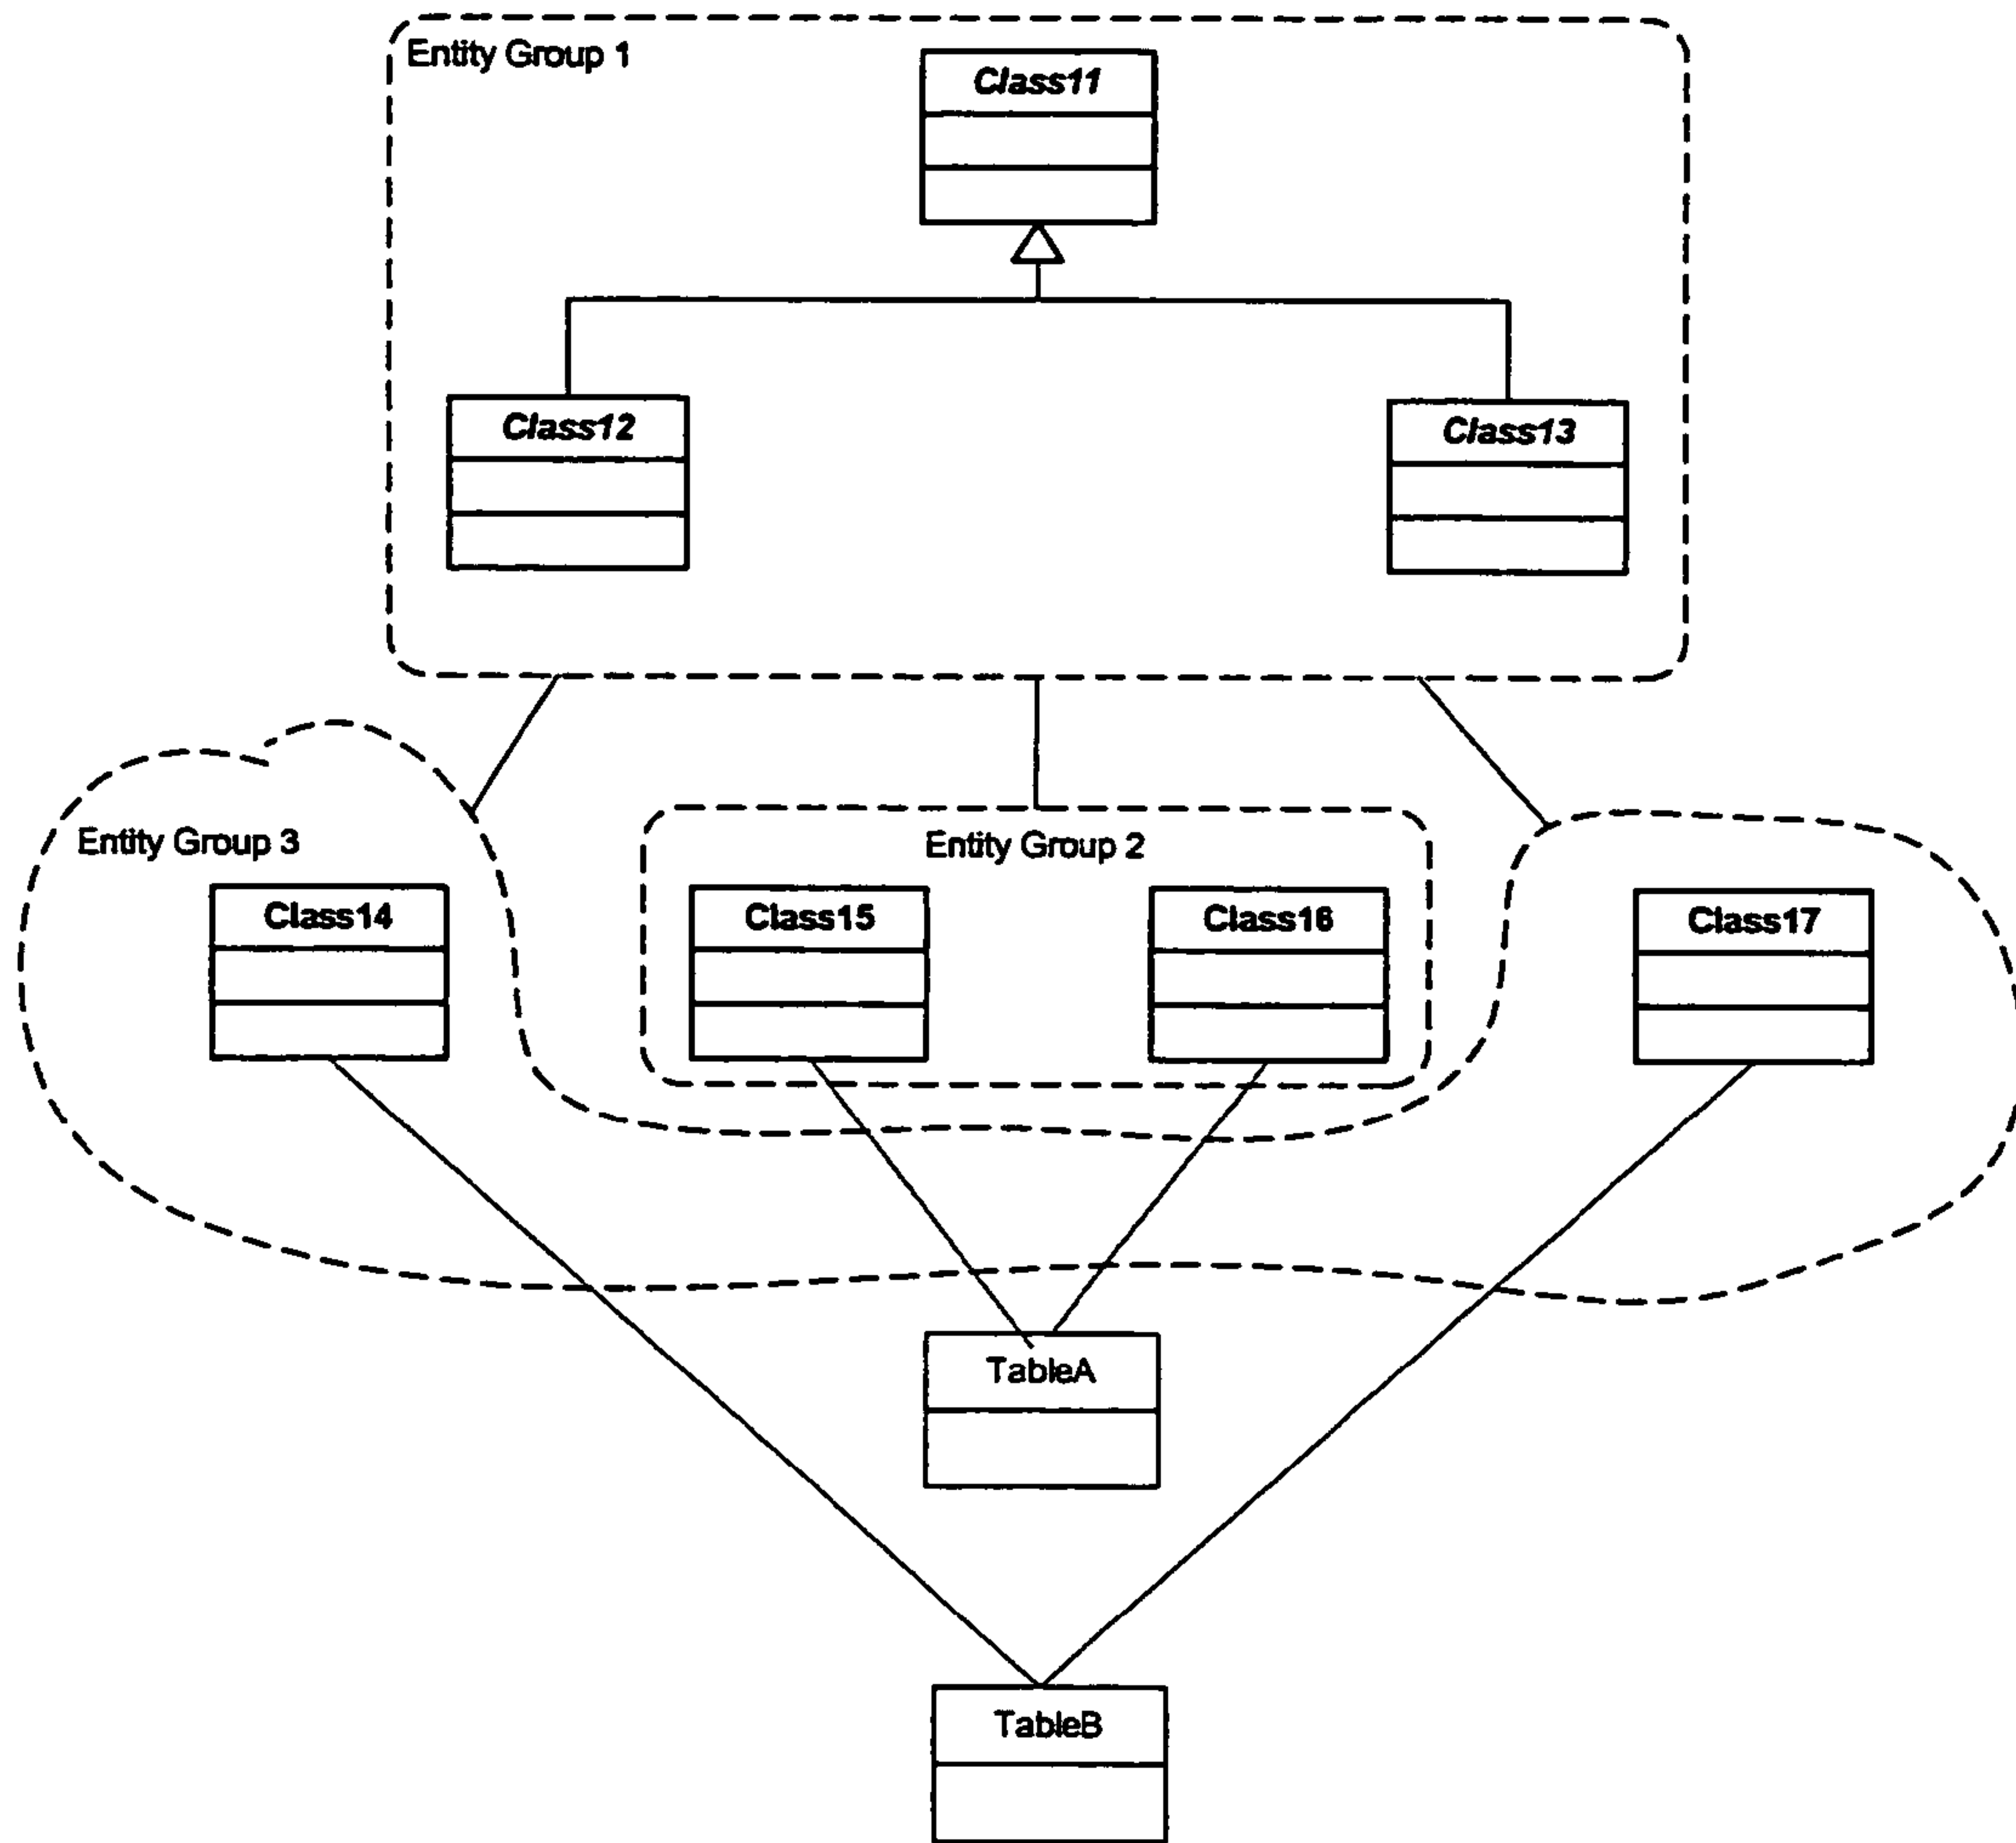 Entity Group 1
Class11
Class12
Class13
Entity Group 3
Entity Group 2
Class14
Class15
Class16
Class17
TableA
TableB